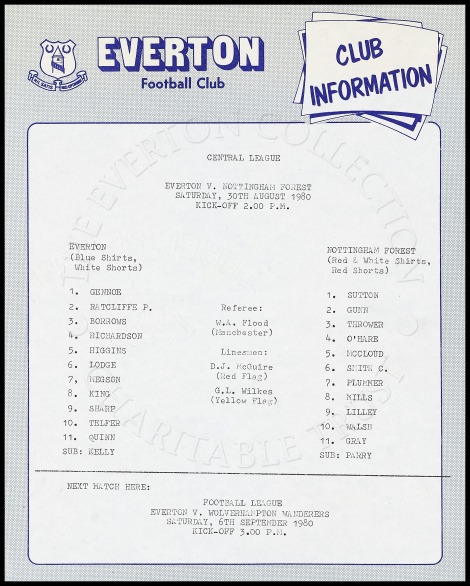 EVERTON
Football Club
CLUB
INFORMATION
CENTRAL LEAGUE
EVERTON V. NOTTINGHAM FOREST
SATURDAY, 30TH AUGUST 1980
KICK-OFF 2.00 P.M.
EVERTON
(Blue Shirts,
White Shorts)
1. GENNOE
2. RATCLIFFE P.
3. BORROWS
4. RICHARDSON
5. HIGGINS
6. LODGE
7, MEGSON
8. KING
9. SHARP
10. TELFER
11. QUINN
SUB: KELLY
Referee:
W.A. Flood
(Manchester)
Linesmen:
D.J. McGuire
(Red Flag)
G.L. Wilkes
(Yellow Flag)
NOTTINGHAM FOREST
(Red & White Shirts,
Red Shorts)
1. SUTTON
2. GUNN
3. THROWER
4. O'HARE
5. MCCLOUD
6. SMITH C.
7. PLUMMER
8. MILLS
9. LILLEY
10. WALSH
11. GRAY
SUB: PARRY
NEXT MATCH HERE:
FOOTBALL LEAGUE
EVERTON V. WOLVERHAMPTON WANDERERS
SATURDAY, 6TH SEPTEMBER 1980
KICK-OFF 3.00 P.M.
THE EVERTON COLLECTION
CHARITABLE TRUST